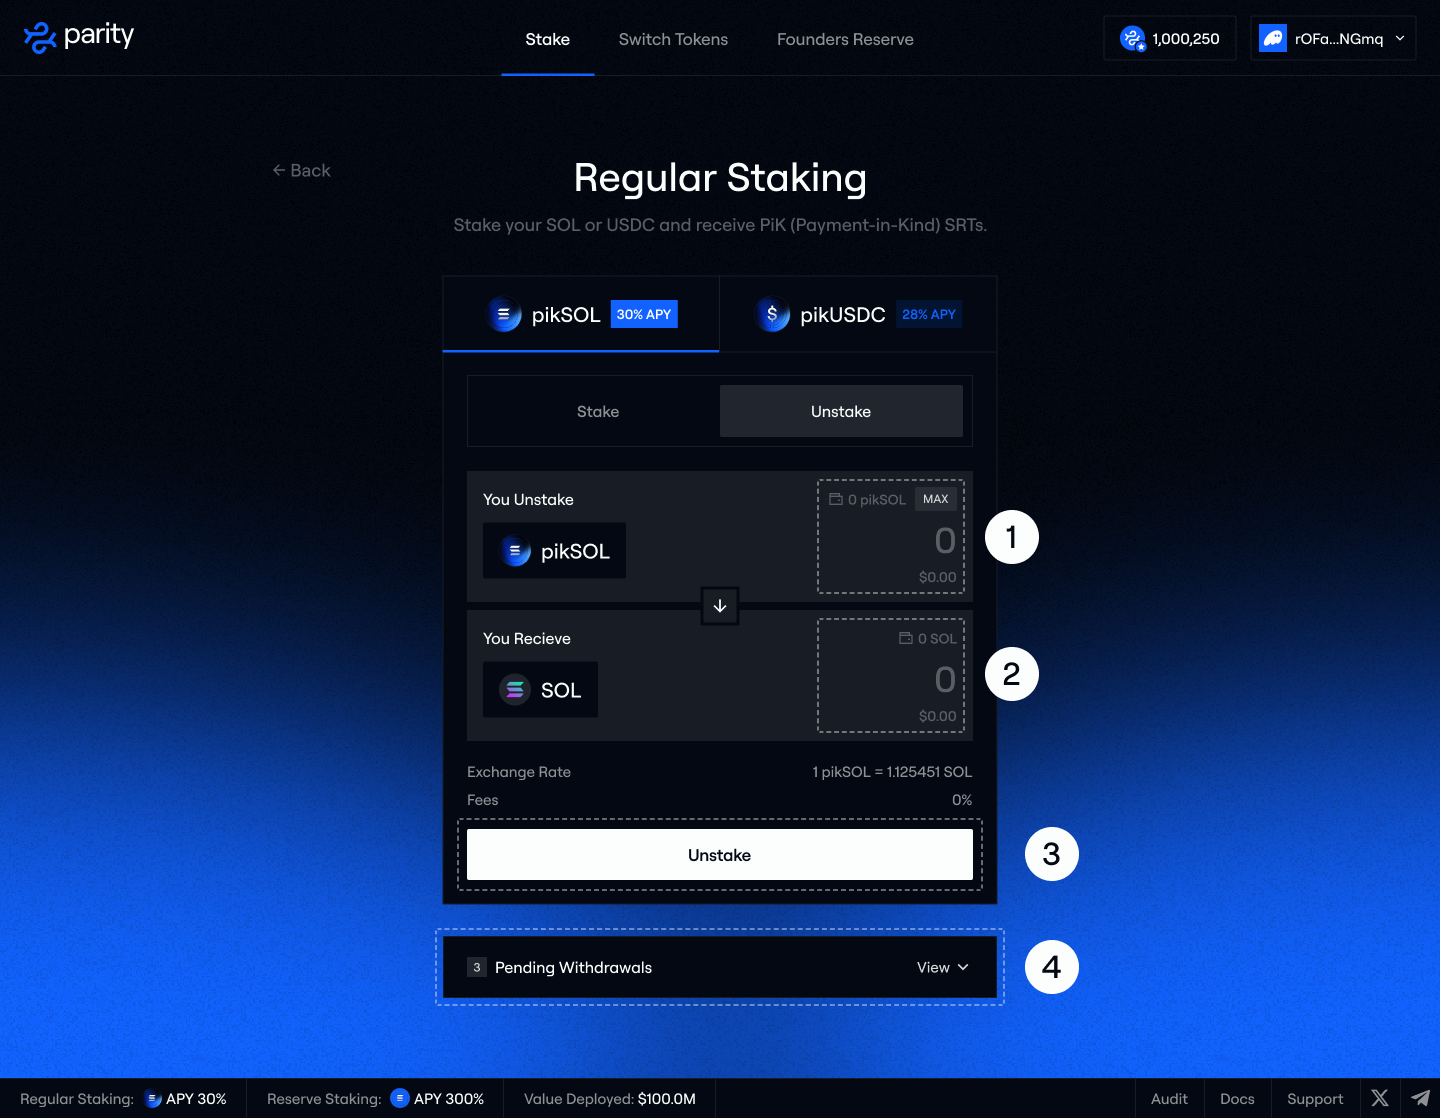 parity
Stake
Switch Tokens
Founders Reserve
1,000,250
rOFa...NGmq
← Back
Regular Staking
Stake your SOL or USDC and receive PiK (Payment-in-Kind) SRTs.
pikSOL 30% APY
pikUSDC 28% APY
Stake
Unstake
You Unstake
0 pikSOL MAX
pikSOL
0
$0.00
1
You Recieve
0 SOL
SOL
0
$0.00
2
Exchange Rate 1 pikSOL = 1.125451 SOL
Fees 0%
Unstake
3
3 Pending Withdrawals View
4
Regular Staking: APY 30%
Reserve Staking: APY 300%
Value Deployed: $100.0M
Audit
Docs
Support